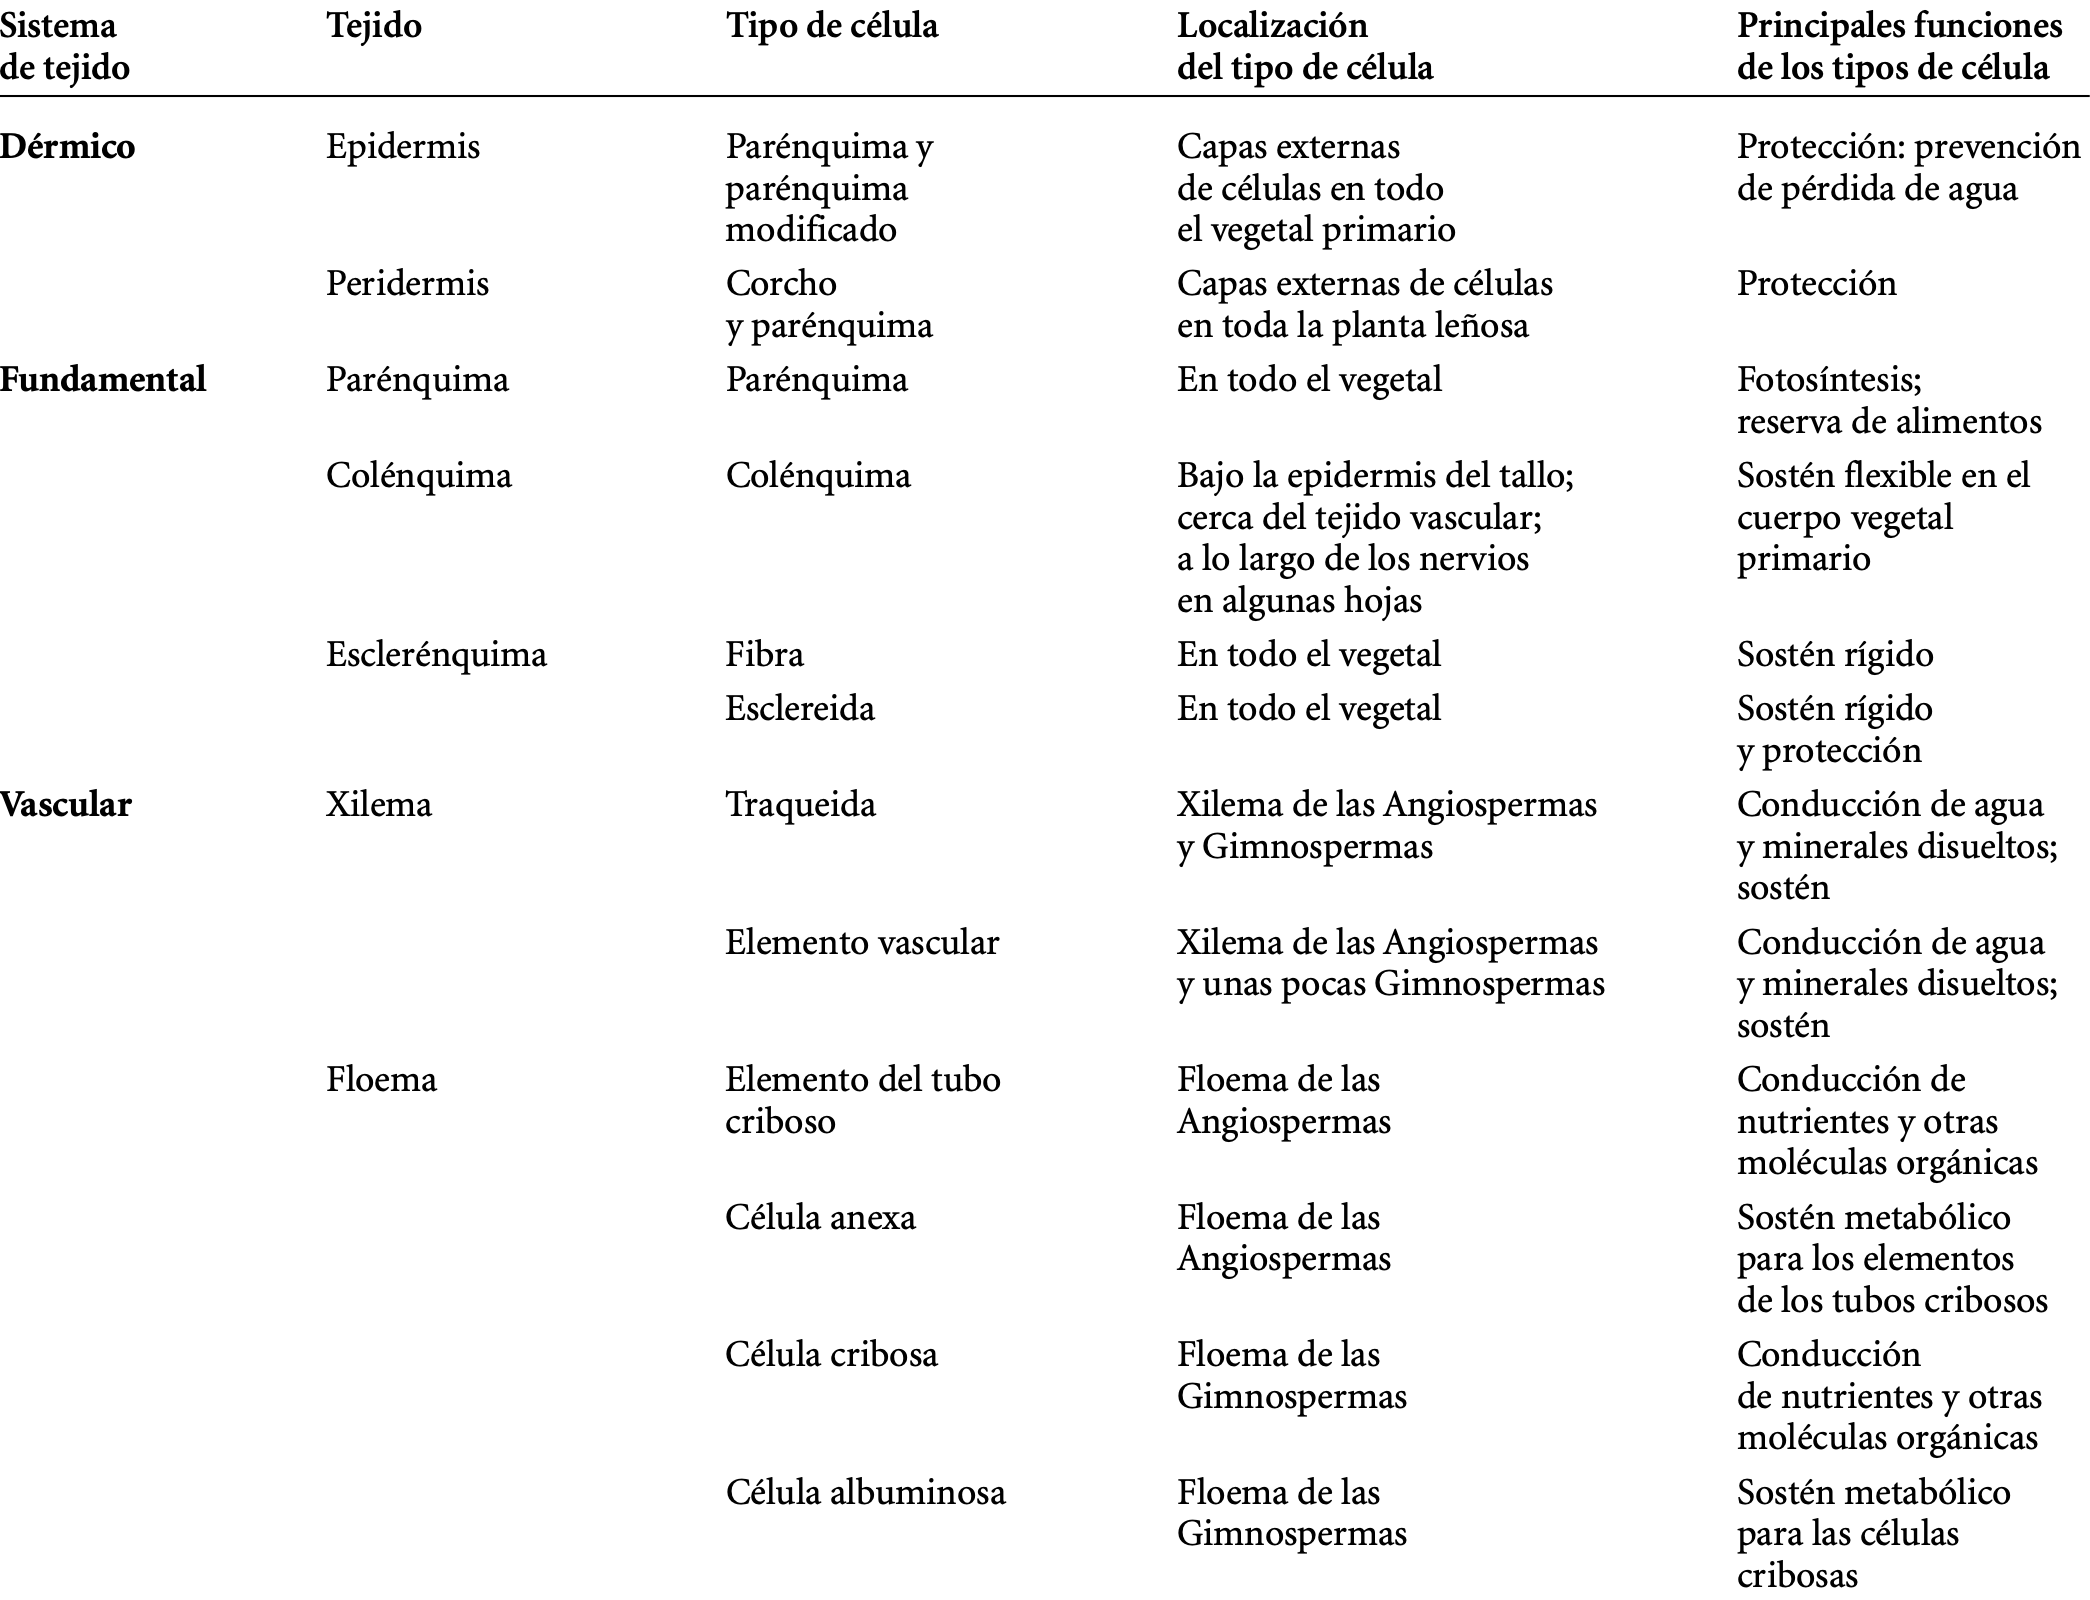 Sistema
de tejido
Tejido
Tipo de célula
Localización
del tipo de célula
Principales funciones
de los tipos de célula
Dérmico
Epidermis
Parénquima y
parénquima
modificado
Capas externas
de células en todo
el vegetal primario
Protección: prevención
de pérdida de agua
Peridermis
Corcho
y parénquima
Capas externas de células
en toda la planta leñosa
Protección
Fundamental
Parénquima
Parénquima
En todo el vegetal
Fotosíntesis;
reserva de alimentos
Colénquima
Colénquima
Bajo la epidermis del tallo;
cerca del tejido vascular;
a lo largo de los nervios
en algunas hojas
Sostén flexible en el
cuerpo vegetal
primario
Esclerénquima
Fibra
En todo el vegetal
Sostén rígido
Esclereida
En todo el vegetal
Sostén rígido
y protección
Vascular
Xilema
Traqueida
Xilema de las Angiospermas
y Gimnospermas
Conducción de agua
y minerales disueltos;
sostén
Elemento vascular
Xilema de las Angiospermas
y unas pocas Gimnospermas
Conducción de agua
y minerales disueltos;
sostén
Floema
Elemento del tubo
criboso
Floema de las
Angiospermas
Conducción de
nutrientes y otras
moléculas orgánicas
Célula anexa
Floema de las
Angiospermas
Sostén metabólico
para los elementos
de los tubos cribosos
Célula cribosa
Floema de las
Gimnospermas
Conducción
de nutrientes y otras
moléculas orgánicas
Célula albuminosa
Floema de las
Gimnospermas
Sostén metabólico
para las células
cribosas